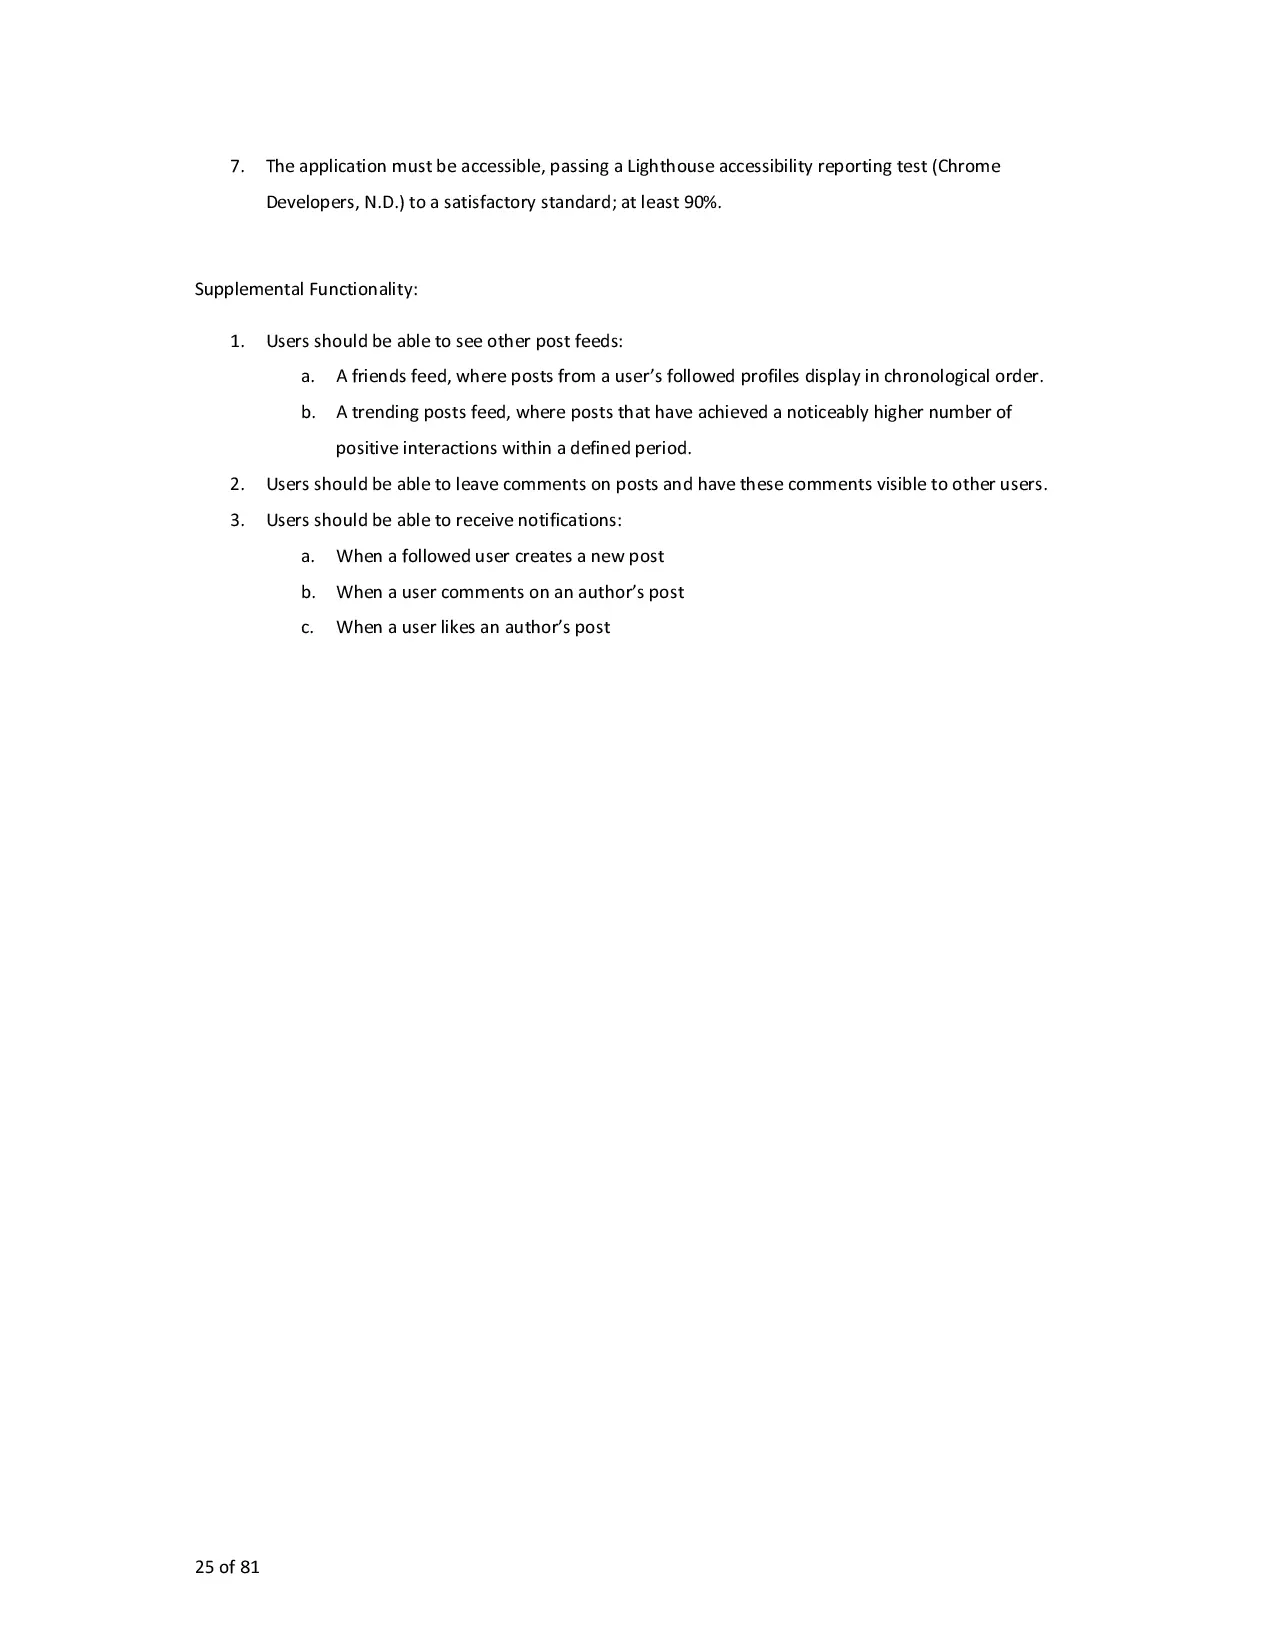 7. The application must be accessible, passing a Lighthouse accessibility reporting test (Chrome
Developers, N.D.) to a satisfactory standard; at least 90%.
Supplemental Functionality:
1. Users should be able to see other post feeds:
a. A friends feed, where posts from a user’s followed profiles display in chronological order.
b. A trending posts feed, where posts that have achieved a noticeably higher number of
positive interactions within a defined period.
2. Users should be able to leave comments on posts and have these comments visible to other users.
3. Users should be able to receive notifications:
a. When a followed user creates a new post
b. When a user comments on an author’s post
c. When a user likes an author’s post
25 of 81